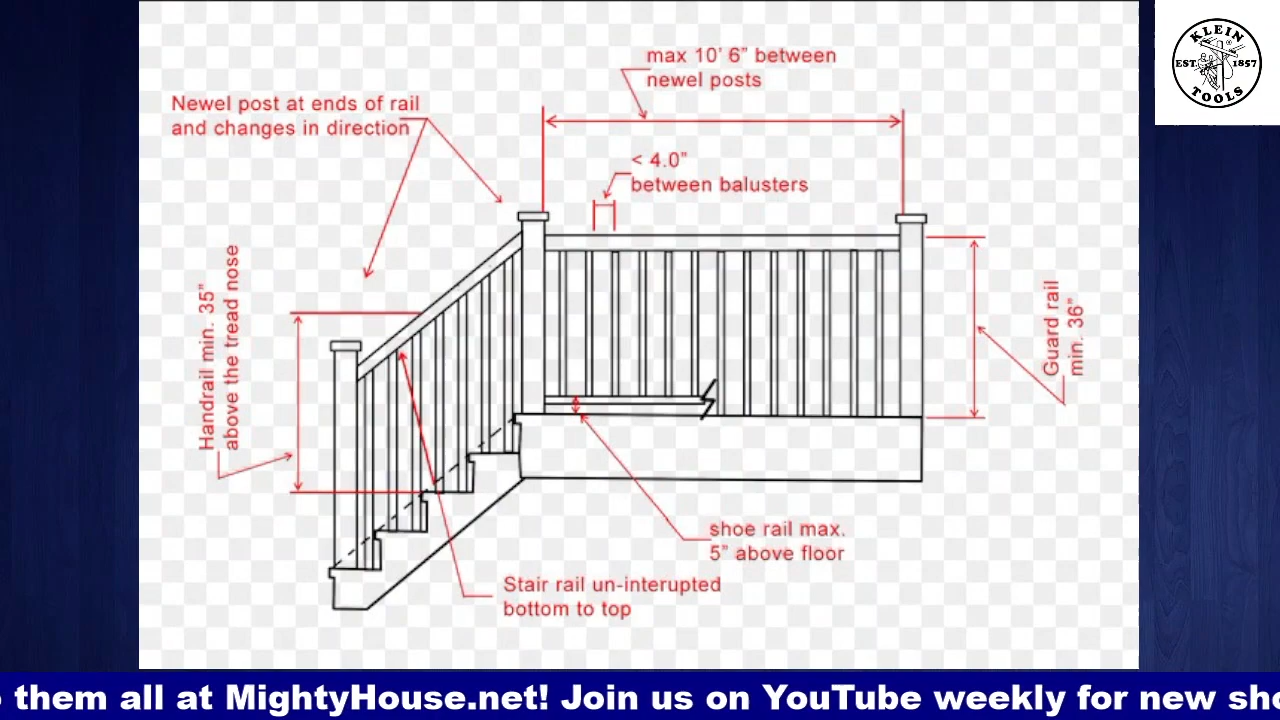 max 10' 6” between
newel posts
KLEIN
EST. 1857
TOOLS
Newel post at ends of rail
and changes in direction
< 4.0”
between balusters
Handrail min. 35”
above the tread nose
Guard rail
min. 36”
shoe rail max.
5” above floor
Stair rail un-interupted
bottom to top
them all at MightyHouse.net! Join us on YouTube weekly for new